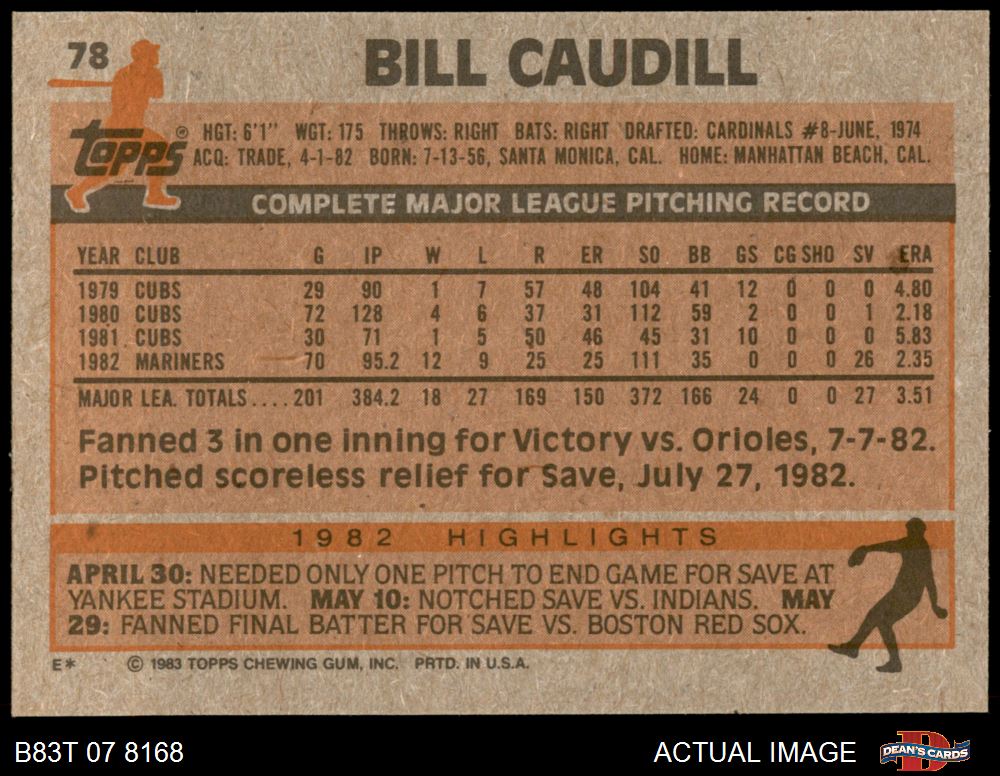 78
BILL CAUDILL
Topps®
HGT: 6'1" WGT: 175 THROWS: RIGHT BATS: RIGHT DRAFTED: CARDINALS #8-JUNE, 1974
ACQ: TRADE, 4-1-82 BORN: 7-13-56, SANTA MONICA, CAL. HOME: MANHATTAN BEACH, CAL.
COMPLETE MAJOR LEAGUE PITCHING RECORD
YEAR CLUB G IP W L R ER SO BB GS CG SHO SV ERA
1979 CUBS 29 90 1 7 57 48 104 41 12 0 0 0 4.80
1980 CUBS 72 128 4 6 37 31 112 59 2 0 0 1 2.18
1981 CUBS 30 71 1 5 50 46 45 31 10 0 0 0 5.83
1982 MARINERS 70 95.2 12 9 25 25 111 35 0 0 0 26 2.35
MAJOR LEA. TOTALS....201 384.2 18 27 169 150 372 166 24 0 0 27 3.51
Fanned 3 in one inning for Victory vs. Orioles, 7-7-82.
Pitched scoreless relief for Save, July 27, 1982.
1982 HIGHLIGHTS
APRIL 30: NEEDED ONLY ONE PITCH TO END GAME FOR SAVE AT
YANKEE STADIUM. MAY 10: NOTCHED SAVE VS. INDIANS. MAY
29: FANNED FINAL BATTER FOR SAVE VS. BOSTON RED SOX.
E* © 1983 TOPPS CHEWING GUM, INC. PRTD. IN U.S.A.
B83T 07 8168
ACTUAL IMAGE
D
DEAN'S CARDS